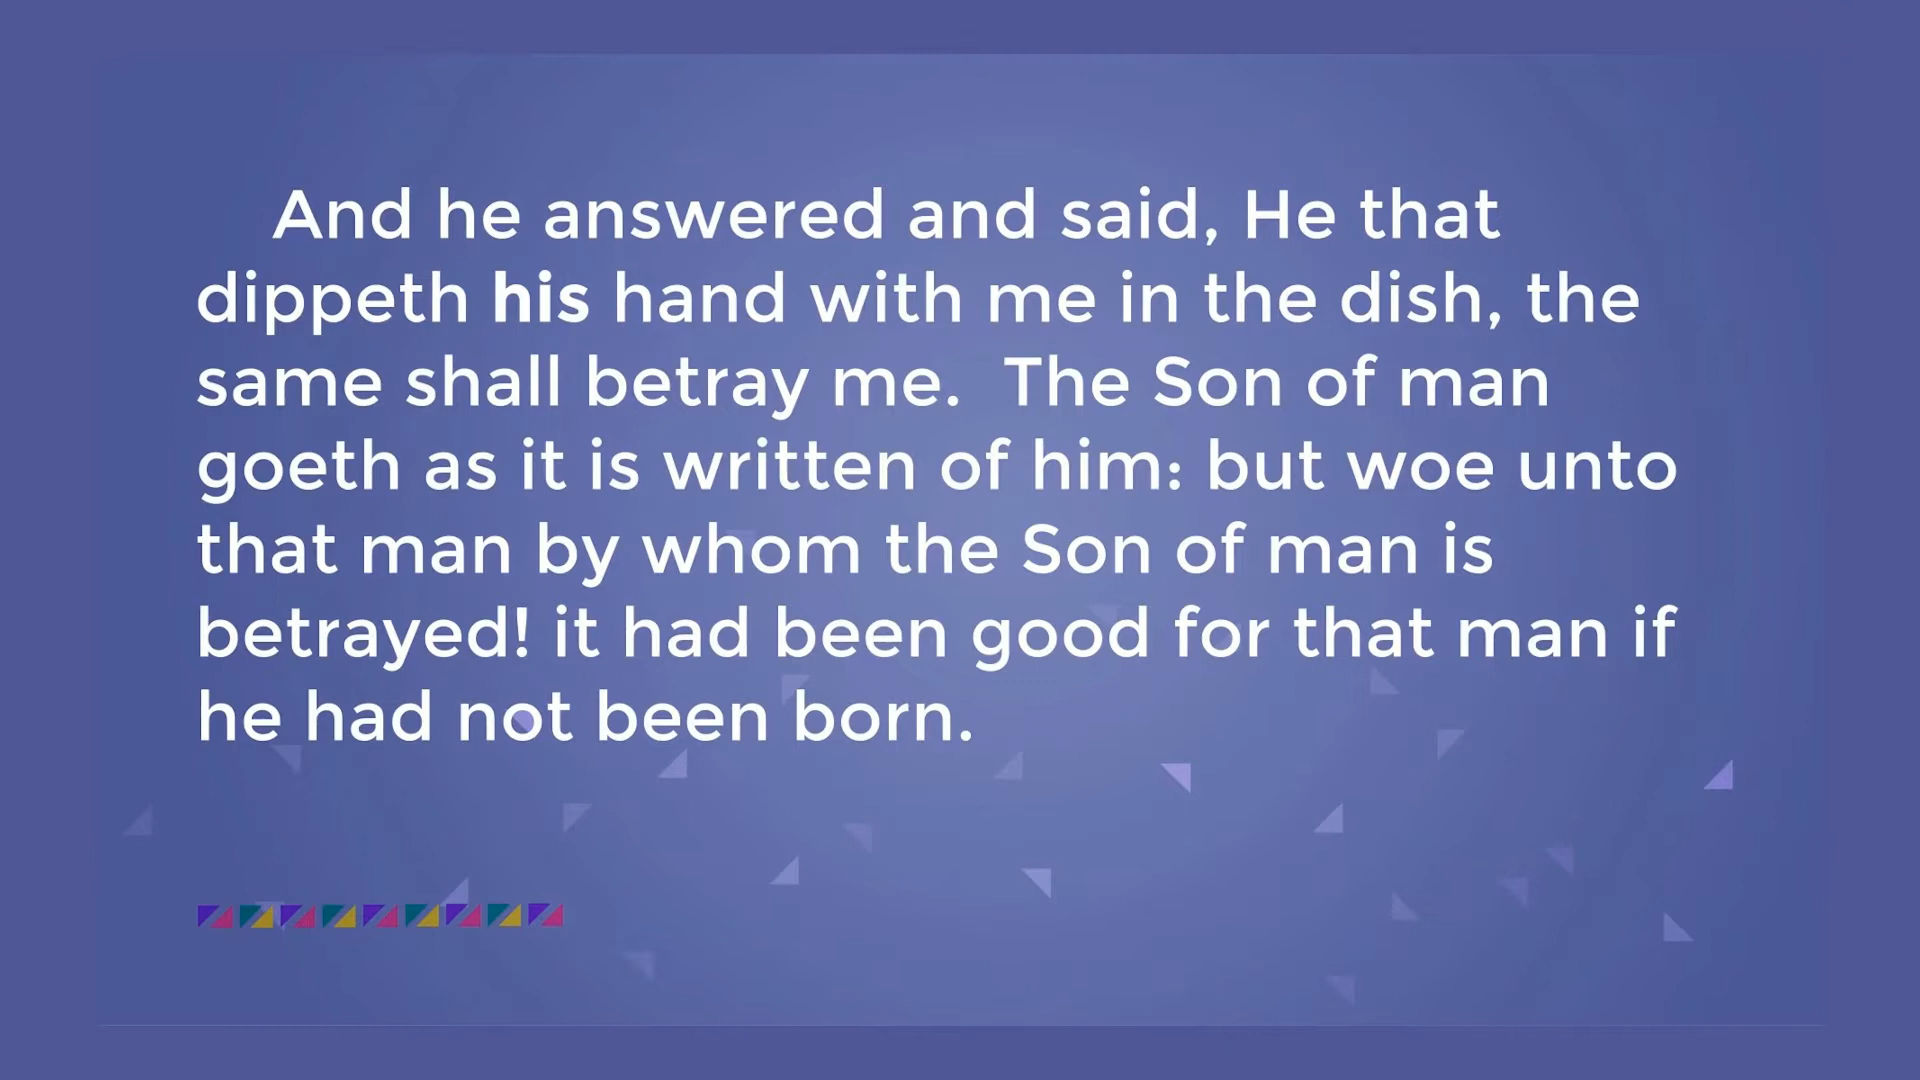 And he answered and said, He that
dippeth his hand with me in the dish, the
same shall betray me.  The Son of man
goeth as it is written of him: but woe unto
that man by whom the Son of man is
betrayed! it had been good for that man if
he had not been born.